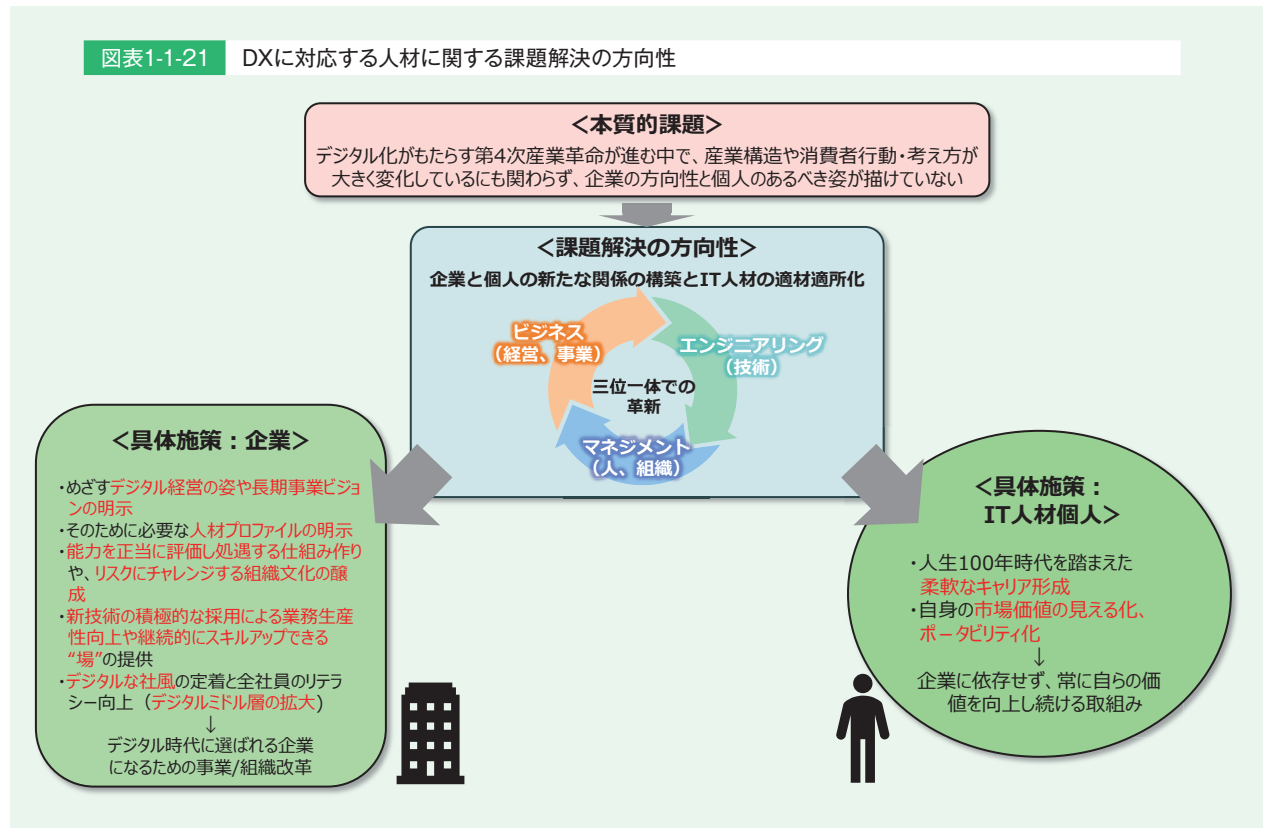 図表1-1-21 DXに対応する人材に関する課題解決の方向性
＜本質的課題＞
デジタル化がもたらす第4次産業革命が進む中で、産業構造や消費者行動・考え方が
大きく変化しているにも関わらず、企業の方向性と個人のあるべき姿が描けていない
＜課題解決の方向性＞
企業と個人の新たな関係の構築とIT人材の適材適所化
ビジネス
（経営、事業）
エンジニアリング
（技術）
三位一体での
革新
マネジメント
（人、組織）
＜具体施策：企業＞
・めざすデジタル経営の姿や長期事業ビジョ
ンの明示
・そのために必要な人材プロファイルの明示
・能力を正当に評価し処遇する仕組み作り
や、リスクにチャレンジする組織文化の醸
成
・新技術の積極的な採用による業務生産
性向上や継続的にスキルアップできる
“場”の提供
・デジタルな社風の定着と全社員のリテラ
シー向上（デジタルミドル層の拡大）
↓
デジタル時代に選ばれる企業
になるための事業/組織改革
＜具体施策：
IT人材個人＞
・人生100年時代を踏まえた
柔軟なキャリア形成
・自身の市場価値の見える化、
ポータビリティ化
↓
企業に依存せず、常に自らの価
値を向上し続ける取組み